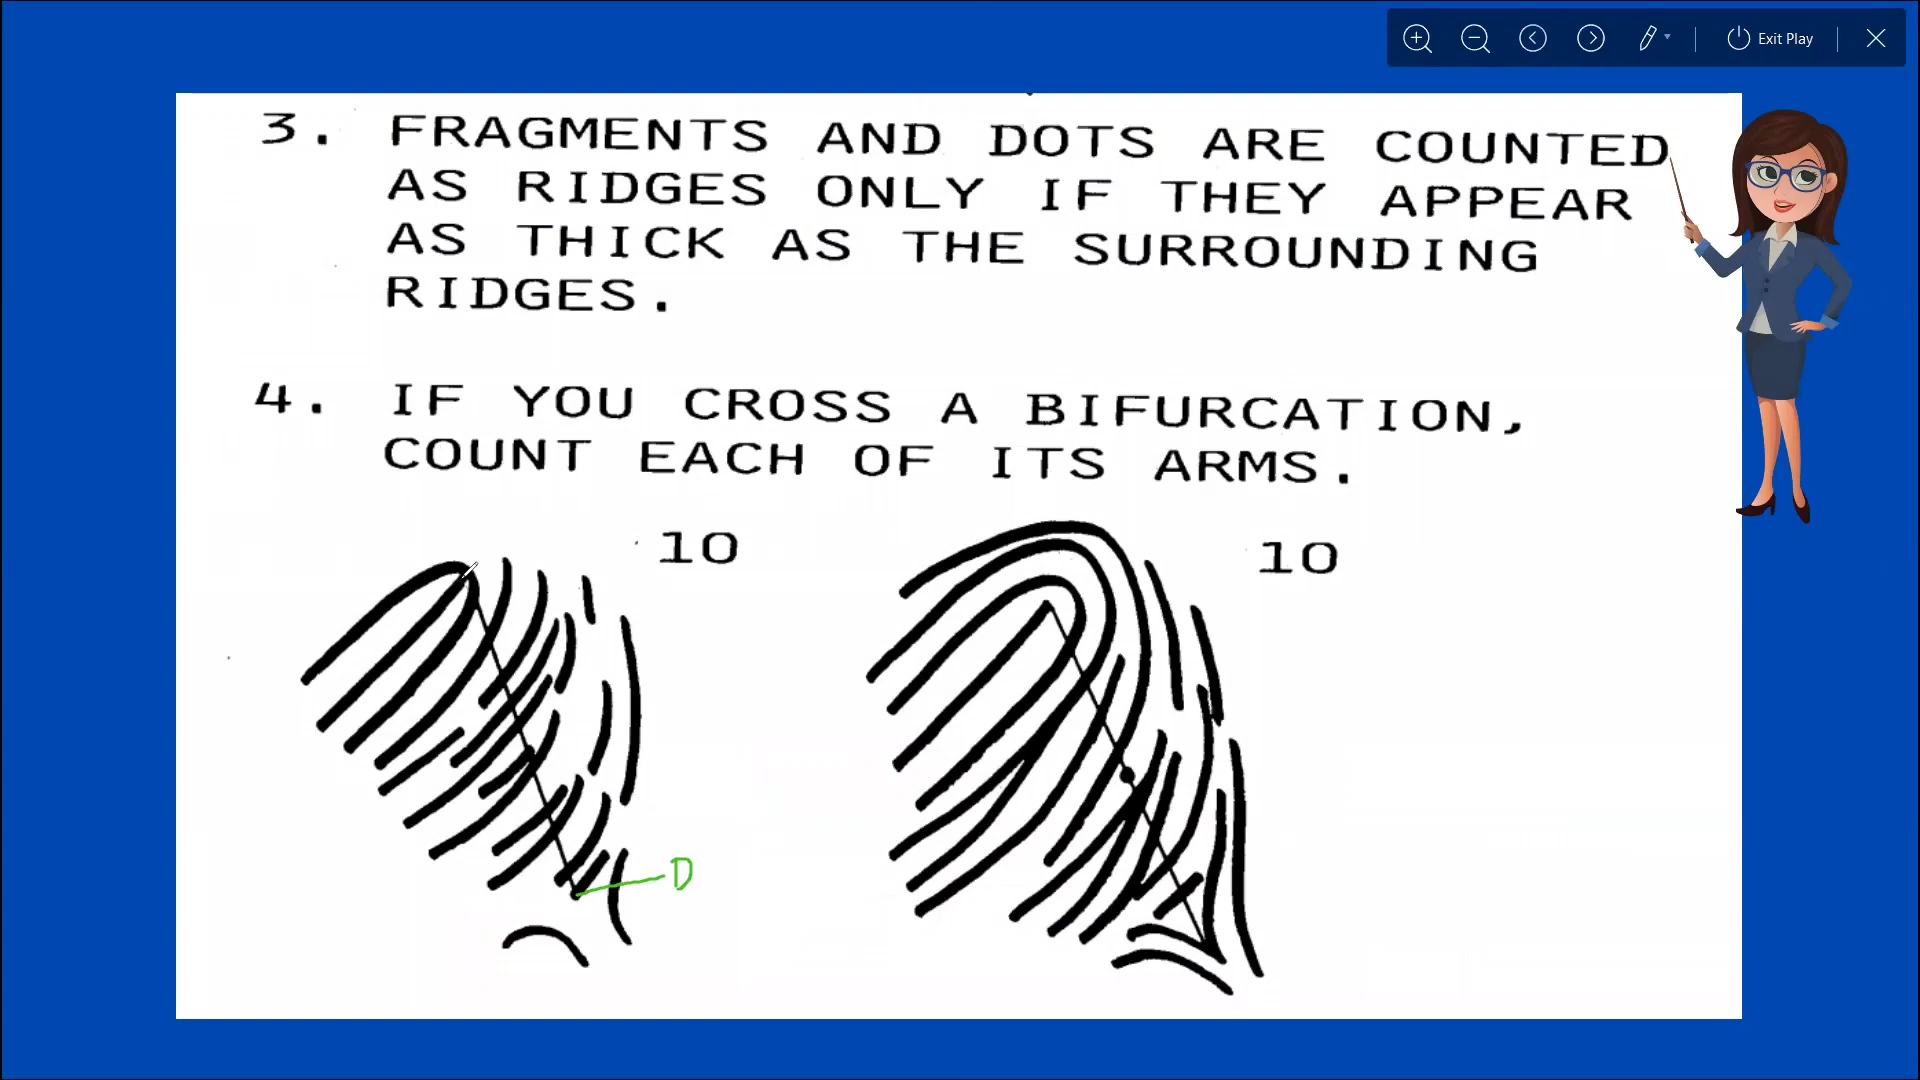 Exit Play
3. FRAGMENTS AND DOTS ARE COUNTED
AS RIDGES ONLY IF THEY APPEAR
AS THICK AS THE SURROUNDING
RIDGES.
4. IF YOU CROSS A BIFURCATION,
COUNT EACH OF ITS ARMS.
10
10
D